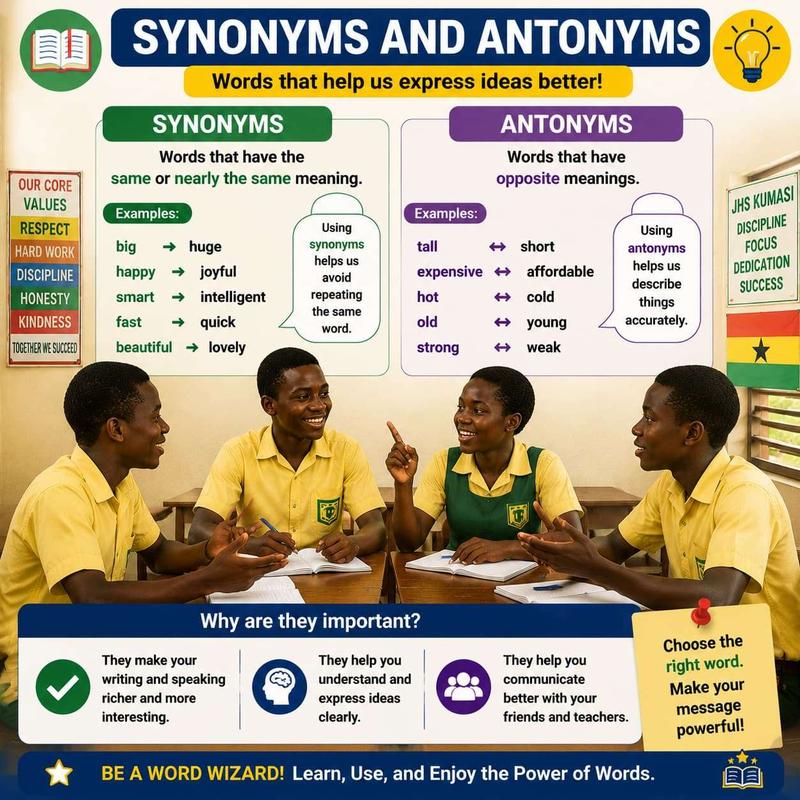 SYNONYMS AND ANTONYMS
Words that help us express ideas better!
SYNONYMS
Words that have the
same or nearly the same meaning.
Examples:
big → huge
happy → joyful
smart → intelligent
fast → quick
beautiful → lovely
Using
synonyms
helps us
avoid
repeating
the same
word.
ANTONYMS
Words that have
opposite meanings.
Examples:
tall ↔ short
expensive ↔ affordable
hot ↔ cold
old ↔ young
strong ↔ weak
Using
antonyms
helps us
describe
things
accurately.
OUR CORE
VALUES
RESPECT
HARD WORK
DISCIPLINE
HONESTY
KINDNESS
TOGETHER WE SUCCEED
JHS KUMASI
DISCIPLINE
FOCUS
DEDICATION
SUCCESS
Why are they important?
They make your
writing and speaking
richer and more
interesting.
They help you
understand and
express ideas
clearly.
They help you
communicate
better with your
friends and teachers.
Choose the
right word.
Make your
message
powerful!
BE A WORD WIZARD! Learn, Use, and Enjoy the Power of Words.